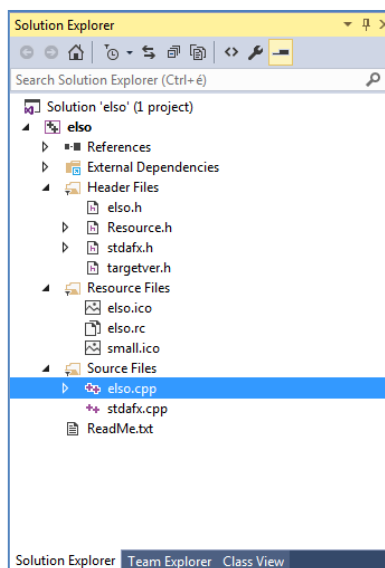 Solution Explorer
Search Solution Explorer (Ctrl+é)
Solution 'elso' (1 project)
elso
References
External Dependencies
Header Files
elso.h
Resource.h
stdafx.h
targetver.h
Resource Files
elso.ico
elso.rc
small.ico
Source Files
elso.cpp
stdafx.cpp
ReadMe.txt
Solution Explorer Team Explorer Class View